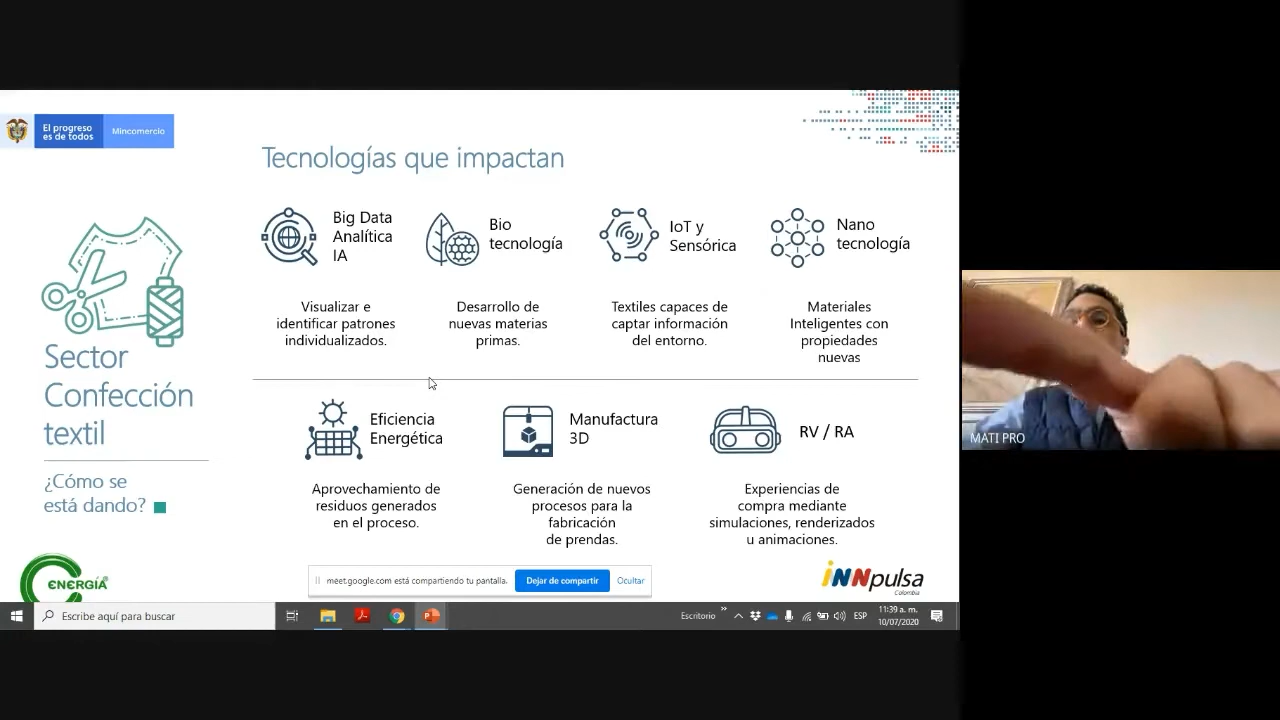 El progreso
es de todos
Mincomercio
Tecnologías que impactan
Big Data
Analítica
IA
Visualizar e
identificar patrones
individualizados.
Bio
tecnología
Desarrollo de
nuevas materias
primas.
IoT y
Sensórica
Textiles capaces de
captar información
del entorno.
Nano
tecnología
Materiales
Inteligentes con
propiedades
nuevas
Sector
Confección
textil
¿Cómo se
está dando?
Eficiencia
Energética
Aprovechamiento de
residuos generados
en el proceso.
Manufactura
3D
Generación de nuevos
procesos para la
fabricación
de prendas.
RV / RA
Experiencias de
compra mediante
simulaciones, renderizados
u animaciones.
MATI PRO
ENERGÍA
iNNpulsa
Colombia
meet.google.com está compartiendo tu pantalla.
Dejar de compartir
Ocultar
Escribe aquí para buscar
Escritorio
ESP
11:39 a. m.
10/07/2020